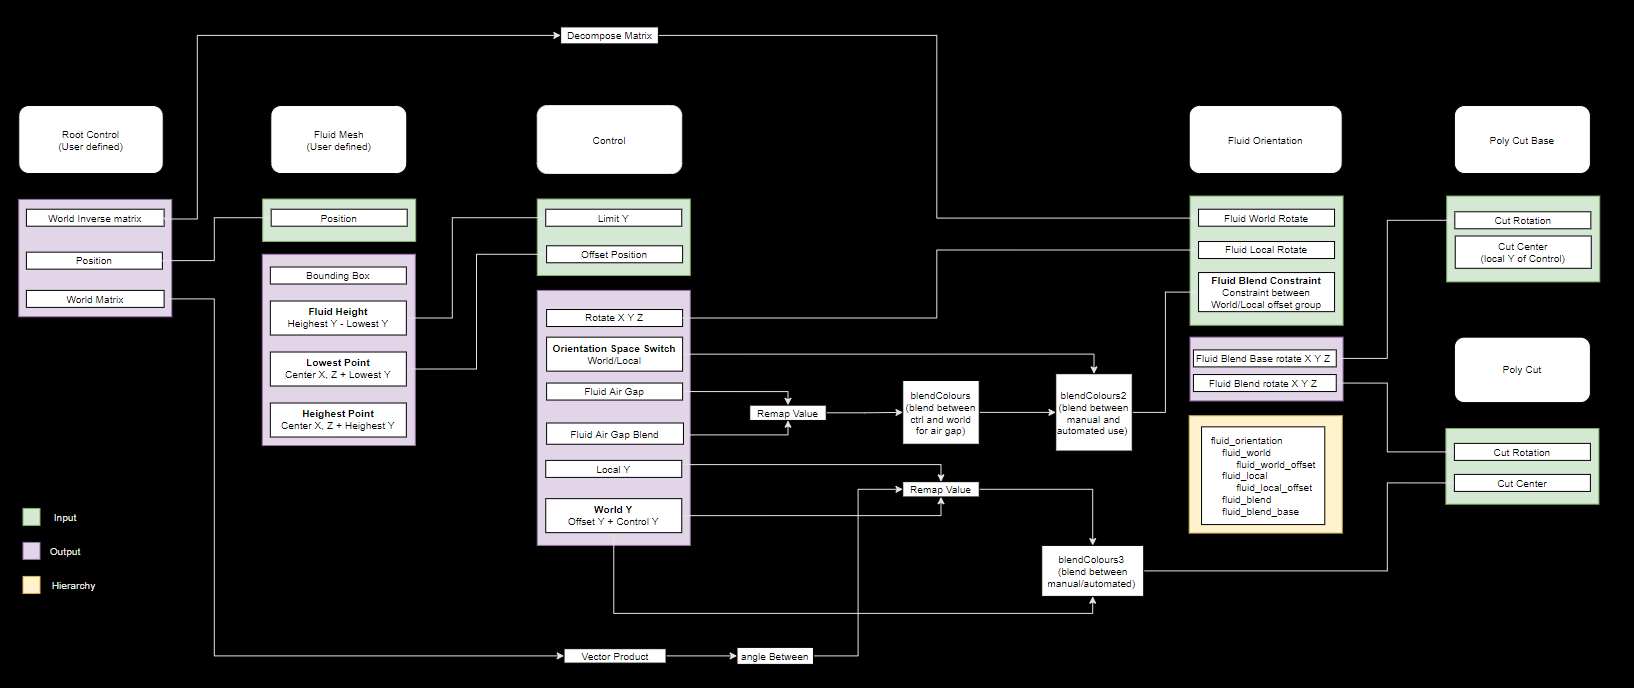 Decompose Matrix
Root Control
(User defined)
Fluid Mesh
(User defined)
Control
Fluid Orientation
Poly Cut Base
World Inverse matrix
Position
World Matrix
Position
Bounding Box
Fluid Height
Heighest Y - Lowest Y
Lowest Point
Center X, Z + Lowest Y
Heighest Point
Center X, Z + Heighest Y
Limit Y
Offset Position
Rotate X Y Z
Orientation Space Switch
World/Local
Fluid Air Gap
Fluid Air Gap Blend
Local Y
World Y
Offset Y + Control Y
Remap Value
blendColours
(blend between
ctrl and world
for air gap)
blendColours2
(blend between
manual and
automated use)
Remap Value
blendColours3
(blend between
manual/automated)
Vector Product
angle Between
Fluid World Rotate
Fluid Local Rotate
Fluid Blend Constraint
Constraint between
World/Local offset group
Fluid Blend Base rotate X Y Z
Fluid Blend rotate X Y Z
fluid_orientation
fluid_world
fluid_world_offset
fluid_local
fluid_local_offset
fluid_blend
fluid_blend_base
Cut Rotation
Cut Center
(local Y of Control)
Poly Cut
Cut Rotation
Cut Center
Input
Output
Hierarchy